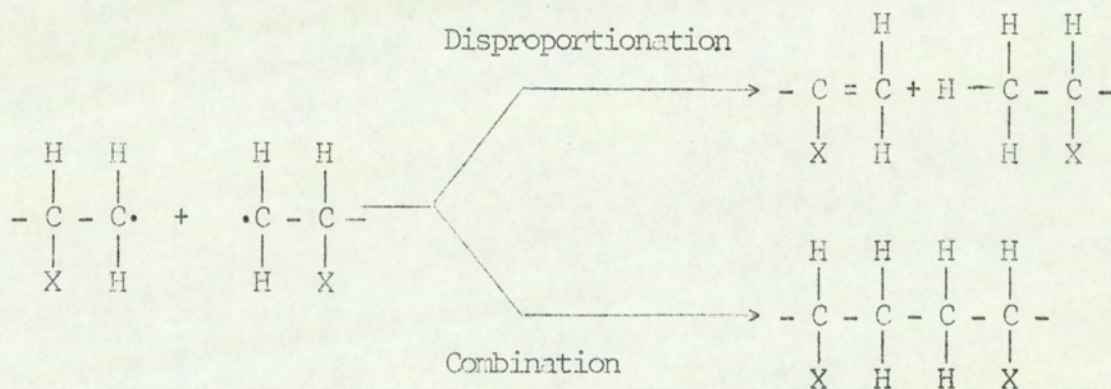 Disproportionation
H H H
- C = C + H - C - C -
X H H X
H H H H
- C - C• + •C - C -
X H H X
H H H H
- C - C - C - C -
X H H X
Combination